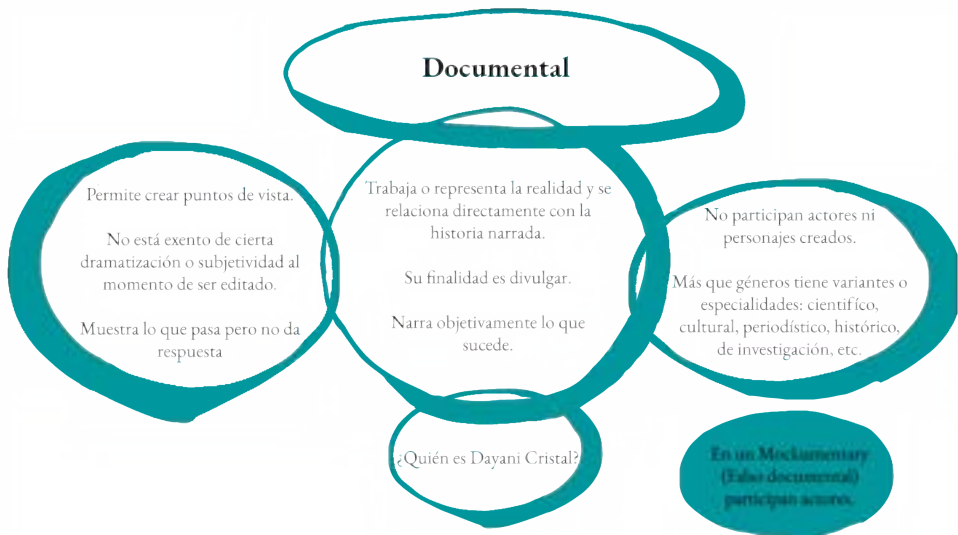 Documental
Permite crear puntos de vista.
No está exento de cierta
dramatización o subjetividad al
momento de ser editado.
Muestra lo que pasa pero no da
respuesta
Trabaja o representa la realidad y se
relaciona directamente con la
historia narrada.
Su finalidad es divulgar.
Narra objetivamente lo que
sucede.
No participan actores ni
personajes creados.
Más que géneros tiene variantes o
especialidades: cientifíco,
cultural, periodístico, histórico,
de investigación, etc.
¿Quién es Dayani Cristal?
En un Mockumentary
(Falso documental)
participan actores.